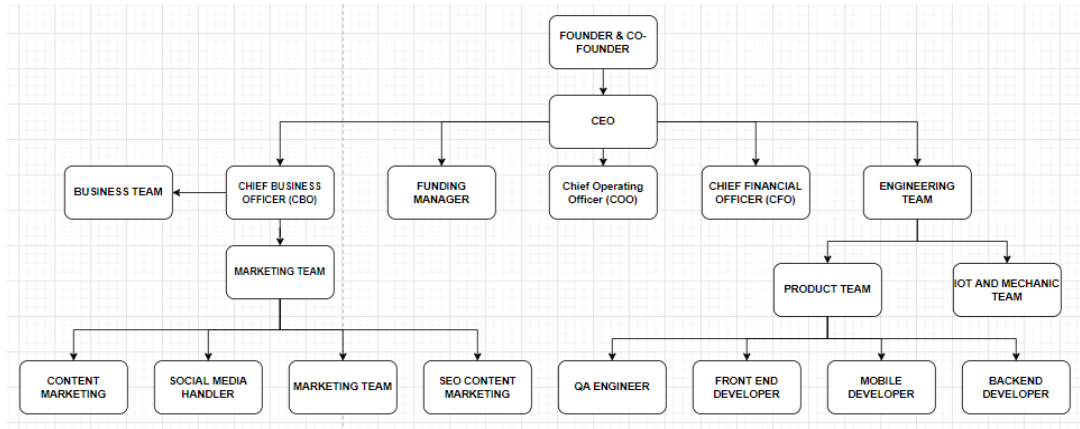 FOUNDER & CO-
FOUNDER
CEO
BUSINESS TEAM
CHIEF BUSINESS
OFFICER (CBO)
FUNDING
MANAGER
Chief Operating
Officer (COO)
CHIEF FINANCIAL
OFFICER (CFO)
ENGINEERING
TEAM
MARKETING TEAM
PRODUCT TEAM
IOT AND MECHANIC
TEAM
CONTENT
MARKETING
SOCIAL MEDIA
HANDLER
MARKETING TEAM
SEO CONTENT
MARKETING
QA ENGINEER
FRONT END
DEVELOPER
MOBILE
DEVELOPER
BACKEND
DEVELOPER